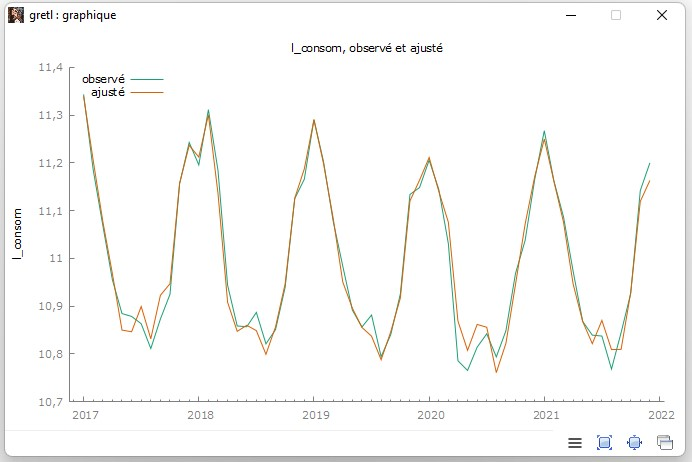 gretl : graphique
l_consom, observé et ajusté
11,4
observé
ajusté
11,3
11,2
11,1
11
10,9
10,8
10,7
l_consom
2017
2018
2019
2020
2021
2022